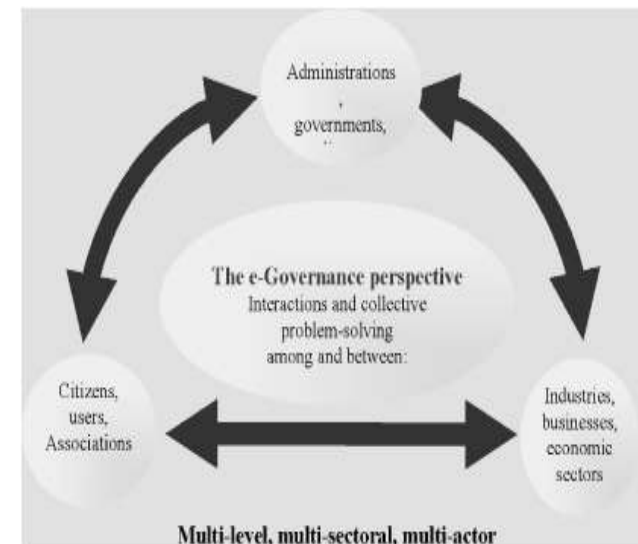 Administrations
,
governments,
The e-Governance perspective
Interactions and collective
problem-solving
among and between:
Citizens,
users,
Associations
Industries,
businesses,
economic
sectors
Multi-level, multi-sectoral, multi-actor